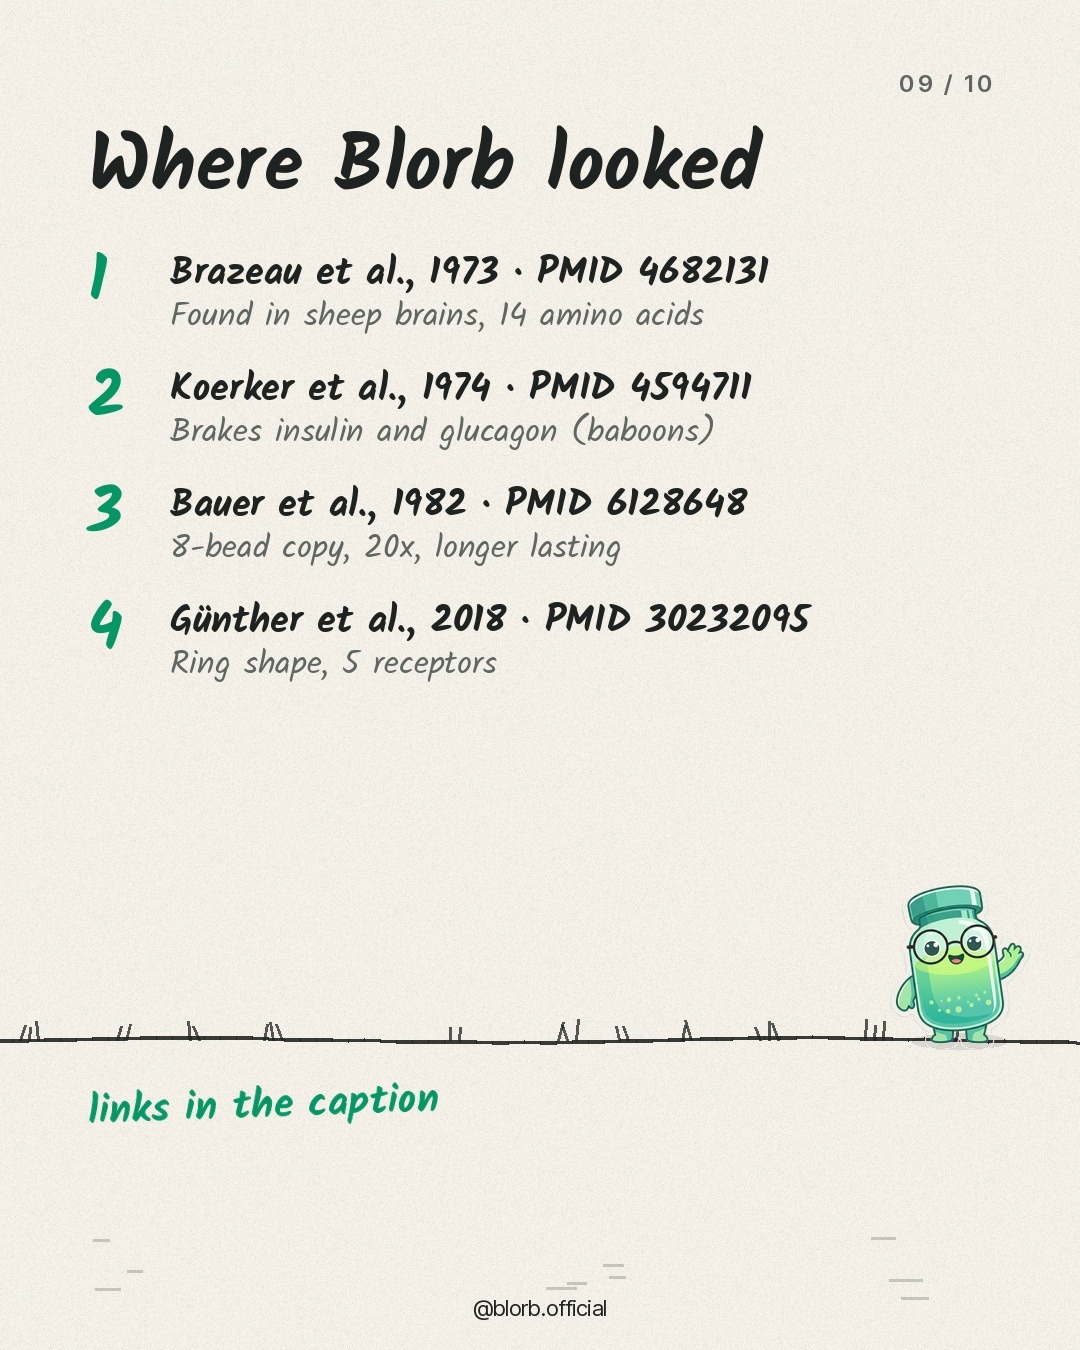 09 / 10
Where Blorb looked
1
Brazeau et al., 1973 · PMID 4682131
Found in sheep brains, 14 amino acids
2
Koerker et al., 1974 · PMID 4594711
Brakes insulin and glucagon (baboons)
3
Bauer et al., 1982 · PMID 6128648
8-bead copy, 20x, longer lasting
4
Günther et al., 2018 · PMID 30232095
Ring shape, 5 receptors
links in the caption
@blorb.official